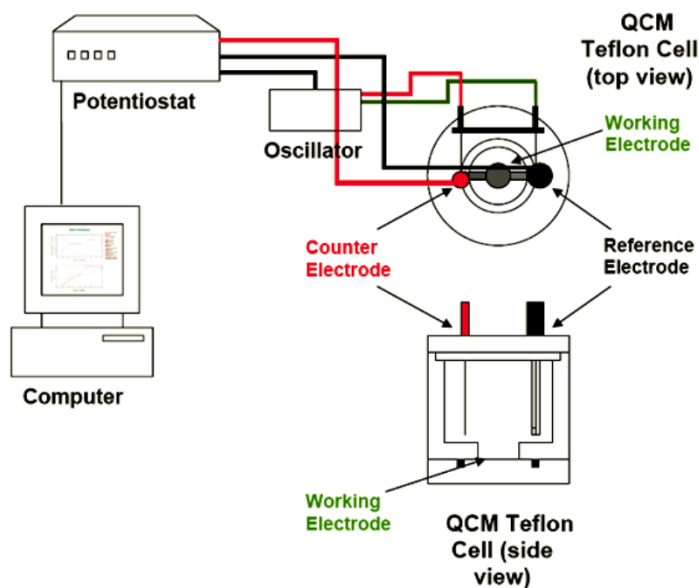 QCM
Teflon Cell
(top view)
Potentiostat
Oscillator
Working
Electrode
Counter
Electrode
Reference
Electrode
Computer
Working
Electrode
QCM Teflon
Cell (side
view)